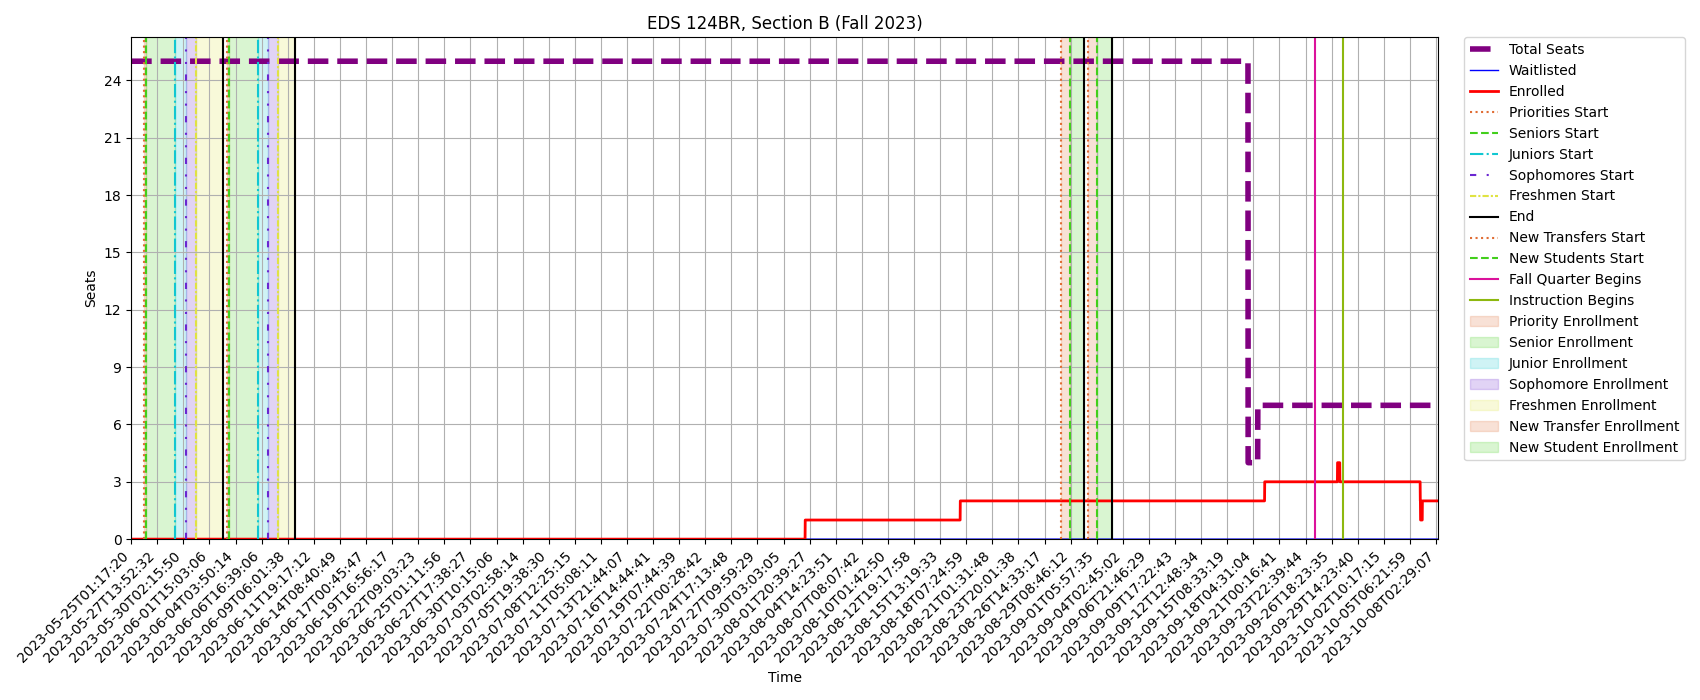 EDS 124BR, Section B (Fall 2023)
Seats
24
21
18
15
12
9
6
3
0
2023-05-25T01:17:20
2023-05-27T13:52:32
2023-05-30T02:15:50
2023-06-01T15:03:06
2023-06-04T03:50:14
2023-06-06T16:39:06
2023-06-09T06:01:38
2023-06-11T19:17:12
2023-06-14T08:40:49
2023-06-17T00:45:47
2023-06-19T16:56:17
2023-06-22T09:03:23
2023-06-25T01:11:56
2023-06-27T17:38:27
2023-06-30T10:15:06
2023-07-03T02:58:14
2023-07-05T19:38:30
2023-07-08T12:25:15
2023-07-11T05:08:11
2023-07-13T21:44:07
2023-07-16T14:44:41
2023-07-19T07:44:39
2023-07-22T00:28:42
2023-07-24T17:13:48
2023-07-27T09:59:29
2023-07-30T03:03:05
2023-08-01T20:39:27
2023-08-04T14:23:51
2023-08-07T08:07:42
2023-08-10T01:42:50
2023-08-12T19:17:58
2023-08-15T13:19:33
2023-08-18T07:24:59
2023-08-21T01:31:48
2023-08-23T20:01:38
2023-08-26T14:33:17
2023-08-29T08:46:12
2023-09-01T05:57:35
2023-09-04T02:45:02
2023-09-06T21:46:29
2023-09-09T17:22:43
2023-09-12T12:48:34
2023-09-15T08:33:19
2023-09-18T04:31:04
2023-09-21T00:16:41
2023-09-23T22:39:44
2023-09-26T18:23:35
2023-09-29T14:23:40
2023-10-02T10:17:15
2023-10-05T06:21:59
2023-10-08T02:29:07
Time
Total Seats
Waitlisted
Enrolled
Priorities Start
Seniors Start
Juniors Start
Sophomores Start
Freshmen Start
End
New Transfers Start
New Students Start
Fall Quarter Begins
Instruction Begins
Priority Enrollment
Senior Enrollment
Junior Enrollment
Sophomore Enrollment
Freshmen Enrollment
New Transfer Enrollment
New Student Enrollment